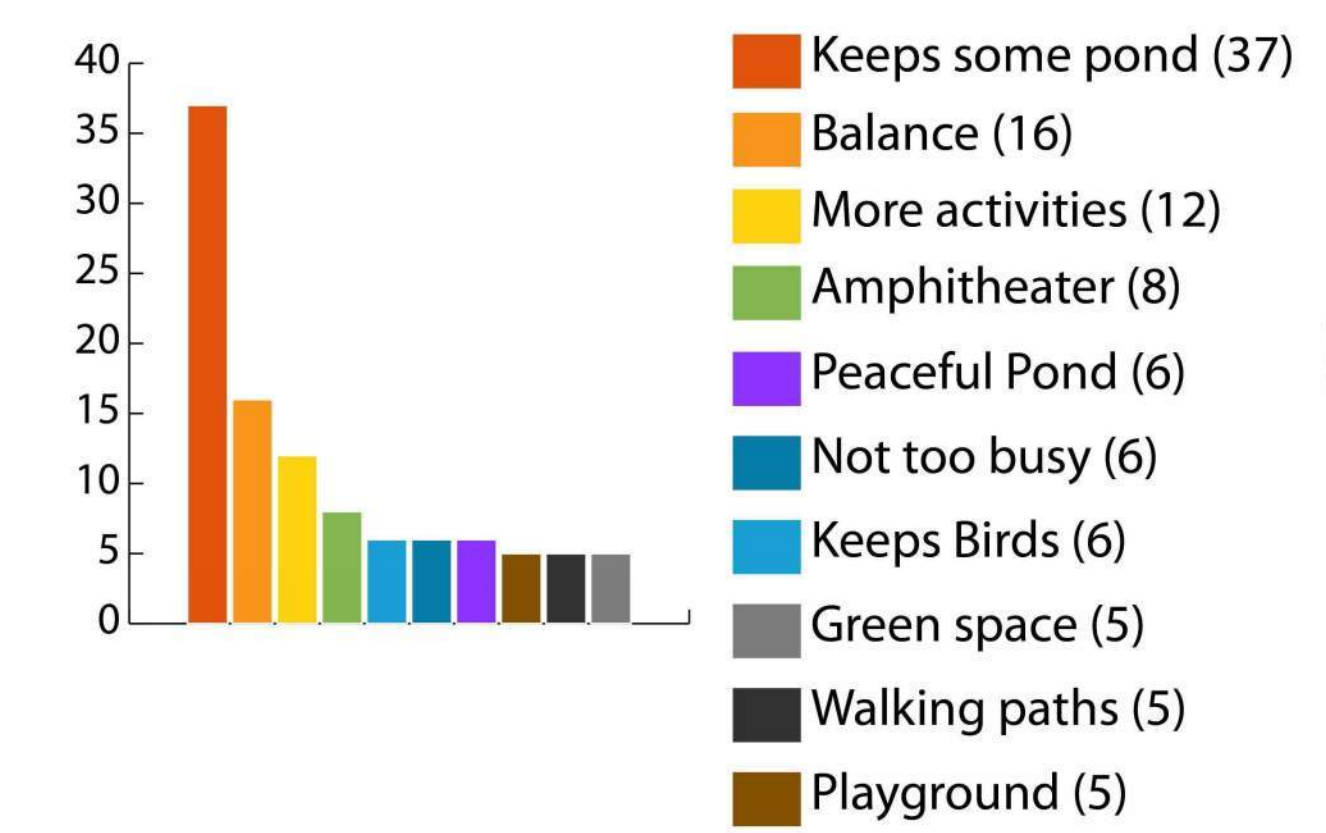 40
35
30
25
20
15
10
5
0
Keeps some pond (37)
Balance (16)
More activities (12)
Amphitheater (8)
Peaceful Pond (6)
Not too busy (6)
Keeps Birds (6)
Green space (5)
Walking paths (5)
Playground (5)